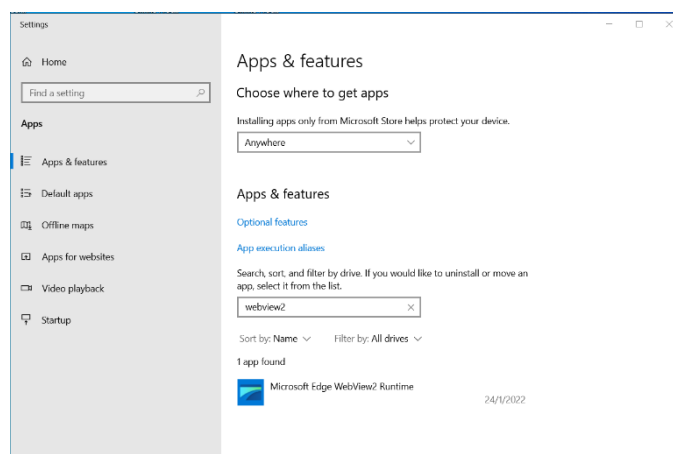 Settings
Home
Find a setting
Apps
Apps & features
Default apps
Offline maps
Apps for websites
Video playback
Startup
Apps & features
Choose where to get apps
Installing apps only from Microsoft Store helps protect your device.
Anywhere
Apps & features
Optional features
App execution aliases
Search, sort, and filter by drive. If you would like to uninstall or move an
app, select it from the list.
webview2
Sort by: Name Filter by: All drives
1 app found
Microsoft Edge WebView2 Runtime
24/1/2022